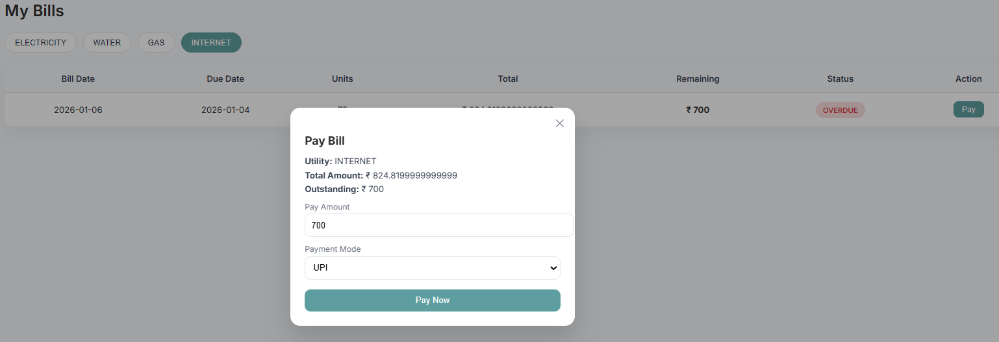 My Bills
ELECTRICITY WATER GAS INTERNET
Bill Date Due Date Units Total Remaining Status Action
2026-01-06 2026-01-04 ₹ 700 OVERDUE Pay
Pay Bill
Utility: INTERNET
Total Amount: ₹ 824.8199999999999
Outstanding: ₹ 700
Pay Amount
700
Payment Mode
UPI
Pay Now